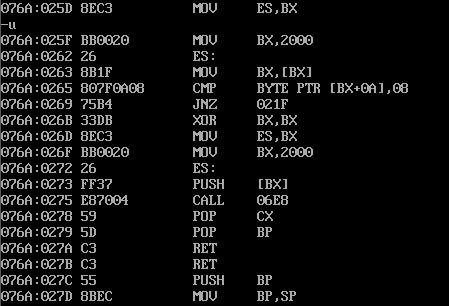 076A:025D 8EC3 MOV ES,BX
-u
076A:025F BB0020 MOV BX,2000
076A:0262 26 ES:
076A:0263 8B1F MOV BX,[BX]
076A:0265 807F0A08 CMP BYTE PTR [BX+0A],08
076A:0269 75B4 JNZ 021F
076A:026B 33DB XOR BX,BX
076A:026D 8EC3 MOV ES,BX
076A:026F BB0020 MOV BX,2000
076A:0272 26 ES:
076A:0273 FF37 PUSH [BX]
076A:0275 E87004 CALL 06E8
076A:0278 59 POP CX
076A:0279 5D POP BP
076A:027A C3 RET
076A:027B C3 RET
076A:027C 55 PUSH BP
076A:027D 8BEC MOV BP,SP